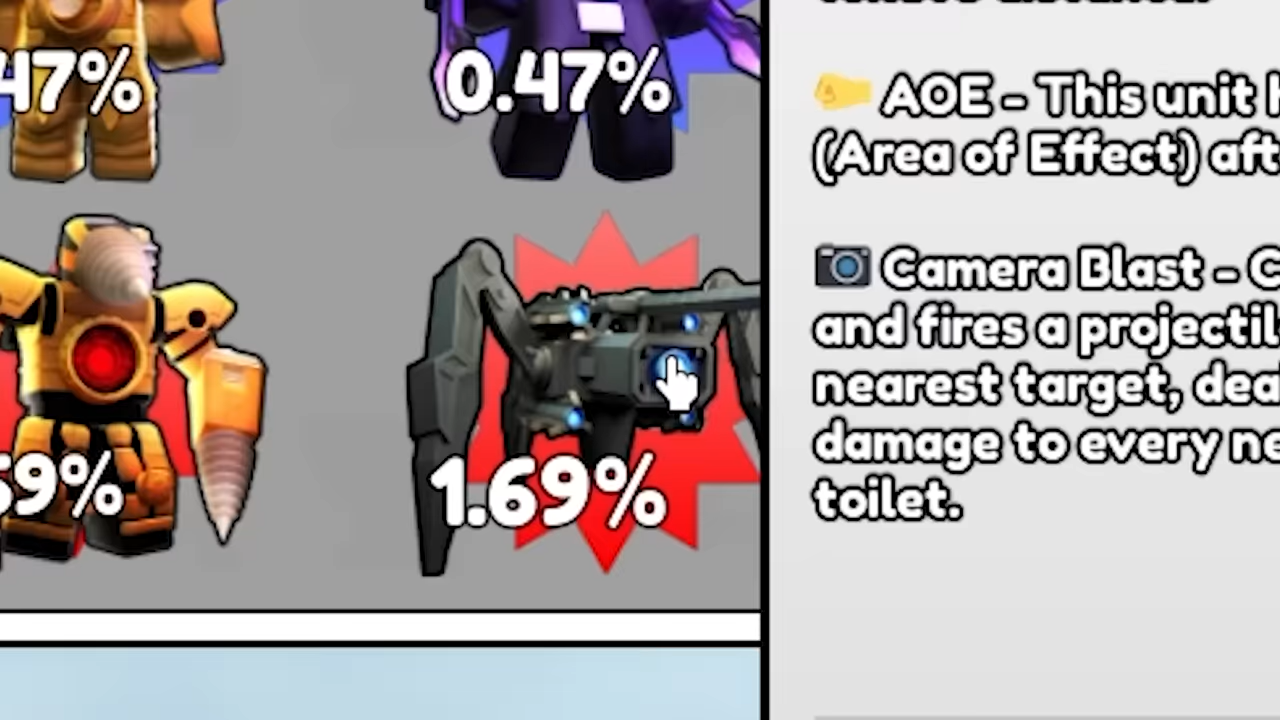 47%
0.47%
59%
1.69%
AOE - This unit
(Area of Effect)
Camera Blast -
and fires a
nearest target,
damage to every
toilet.